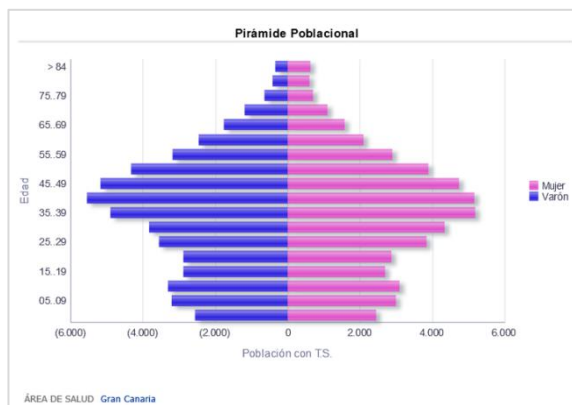 Pirámide Poblacional
> 84
75..79
65..69
55..59
45..49
35..39
25..29
15..19
05..09
Edad
Mujer
Varón
(6.000) (4.000) (2.000) 0 2.000 4.000 6.000
Población con T.S.
ÁREA DE SALUD Gran Canaria